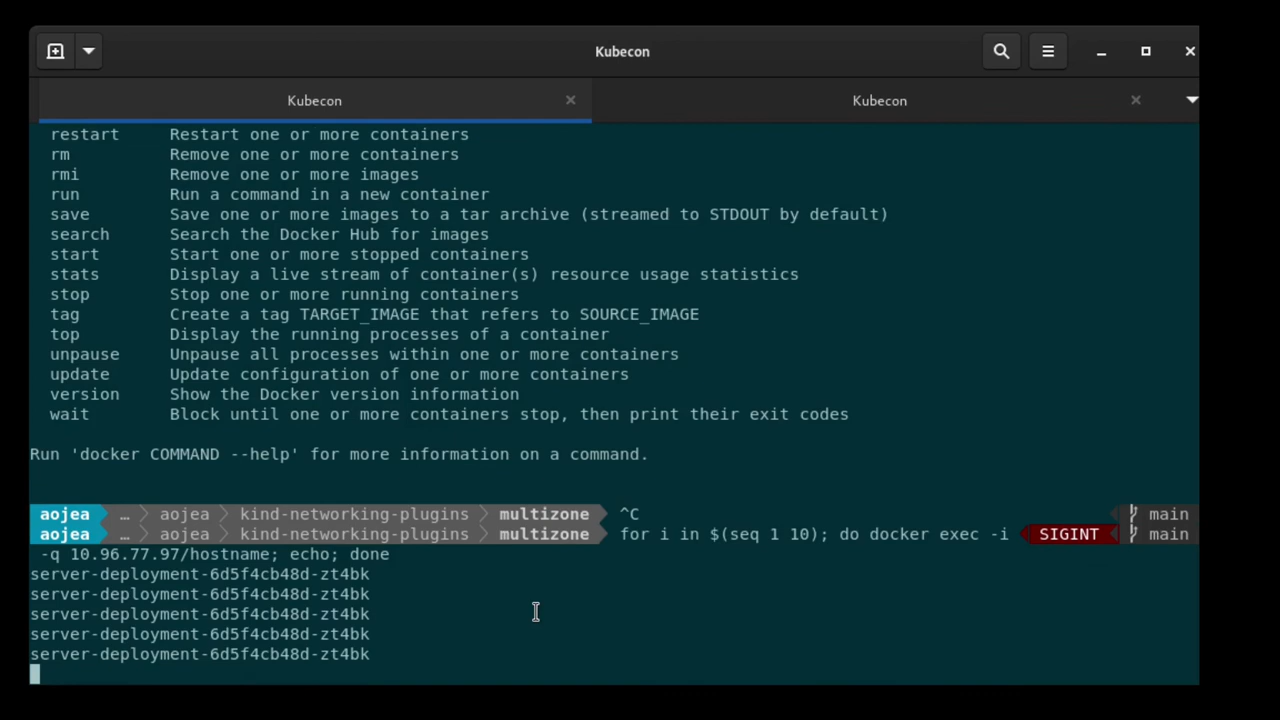 Kubecon
Kubecon
Kubecon
restart Restart one or more containers
rm Remove one or more containers
rmi Remove one or more images
run Run a command in a new container
save Save one or more images to a tar archive (streamed to STDOUT by default)
search Search the Docker Hub for images
start Start one or more stopped containers
stats Display a live stream of container(s) resource usage statistics
stop Stop one or more running containers
tag Create a tag TARGET_IMAGE that refers to SOURCE_IMAGE
top Display the running processes of a container
unpause Unpause all processes within one or more containers
update Update configuration of one or more containers
version Show the Docker version information
wait Block until one or more containers stop, then print their exit codes
Run 'docker COMMAND --help' for more information on a command.
aojea … aojea kind-networking-plugins multizone ^C main
aojea … aojea kind-networking-plugins multizone for i in $(seq 1 10); do docker exec -i SIGINT main
-q 10.96.77.97/hostname; echo; done
server-deployment-6d5f4cb48d-zt4bk
server-deployment-6d5f4cb48d-zt4bk
server-deployment-6d5f4cb48d-zt4bk
server-deployment-6d5f4cb48d-zt4bk
server-deployment-6d5f4cb48d-zt4bk